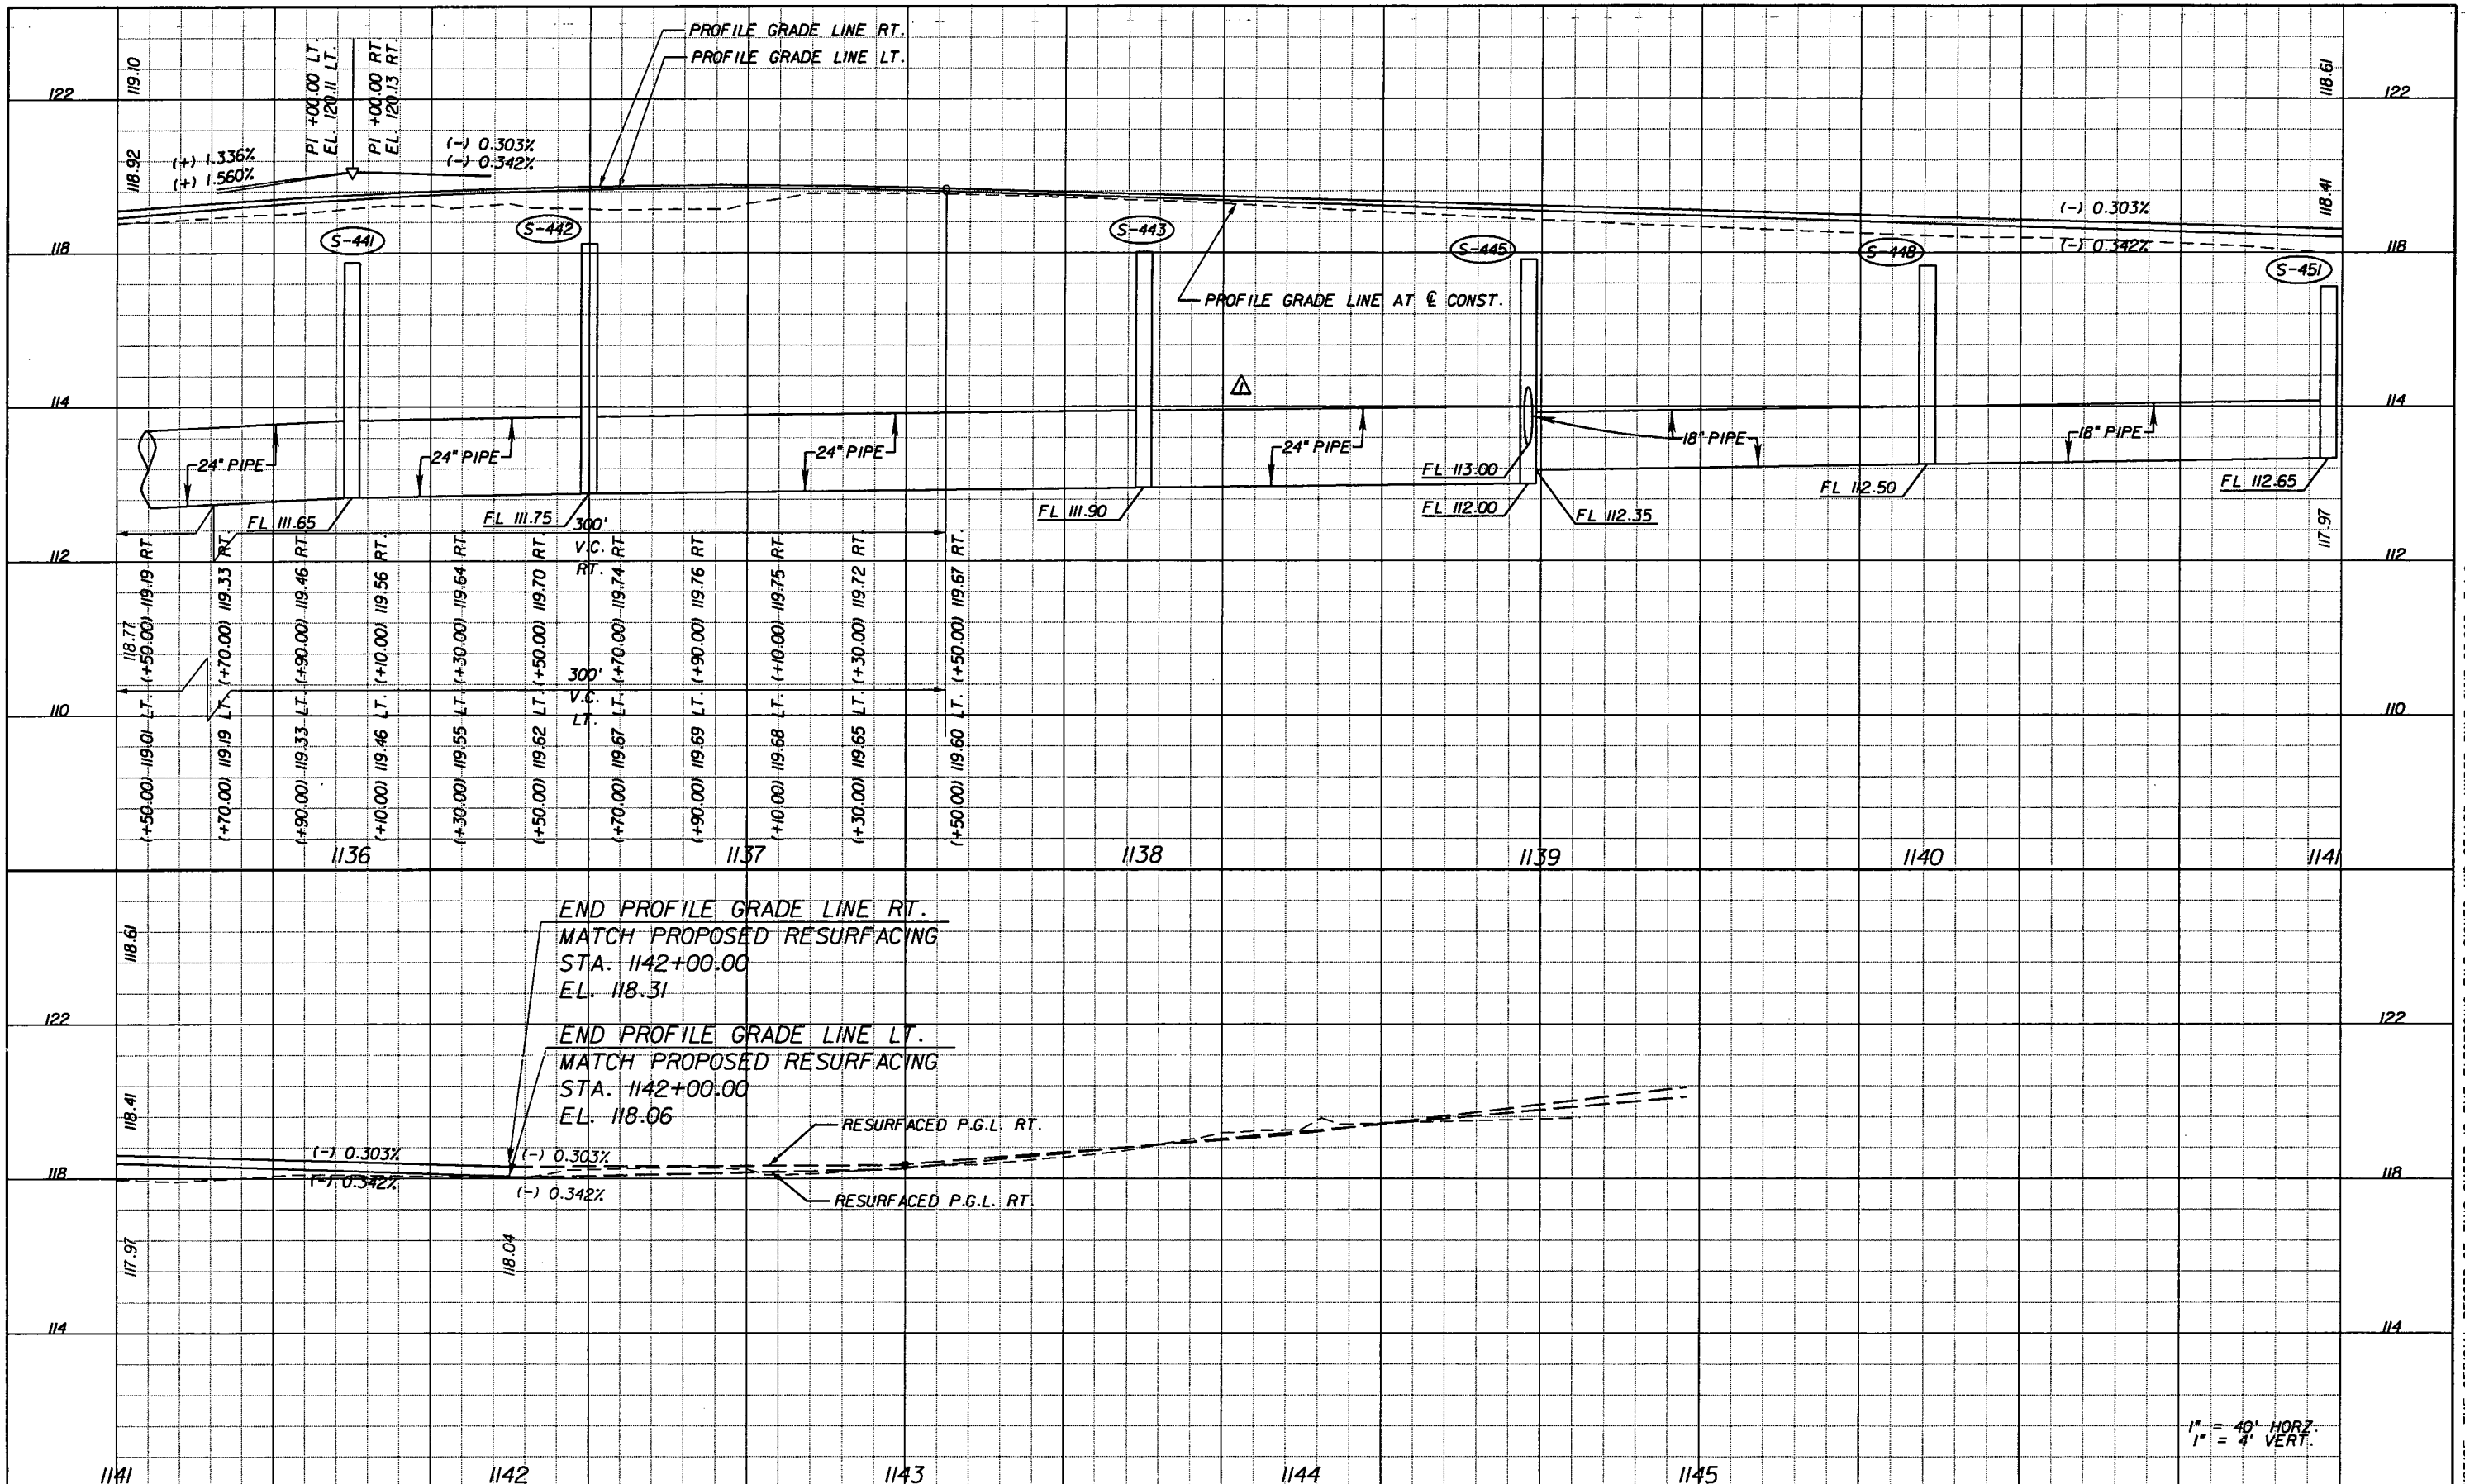 PROFILE GRADE LINE RT.
PROFILE GRADE LINE LT.
119.10
118.92
PI +00.00 LT.
EL. 120.11 LT.
PI +00.00 RT.
EL. 120.13 RT.
118.61
118.41
122
122
(+) 1.336%
(+) 1.560%
(-) 0.303%
(-) 0.342%
(-) 0.303%
(-) 0.342%
S-441
S-442
S-443
S-445
S-448
S-451
118
118
PROFILE GRADE LINE AT ℄ CONST.
1
114
114
24" PIPE
24" PIPE
24" PIPE
24" PIPE
18" PIPE
18" PIPE
FL 111.65
FL 111.75
FL 111.90
FL 113.00
FL 112.00
FL 112.35
FL 112.50
FL 112.65
117.97
300'
V.C.
RT.
112
112
118.77
(+50.00) 119.19 RT.
(+70.00) 119.33 RT.
(+90.00) 119.46 RT.
(+10.00) 119.56 RT.
(+30.00) 119.64 RT.
(+50.00) 119.70 RT.
(+70.00) 119.74 RT.
(+90.00) 119.76 RT.
(+10.00) 119.75 RT.
(+30.00) 119.72 RT.
(+50.00) 119.67 RT.
300'
V.C.
LT.
110
110
(+50.00) 119.01 LT.
(+70.00) 119.19 LT.
(+90.00) 119.33 LT.
(+10.00) 119.46 LT.
(+30.00) 119.55 LT.
(+50.00) 119.62 LT.
(+70.00) 119.67 LT.
(+90.00) 119.69 LT.
(+10.00) 119.68 LT.
(+30.00) 119.65 LT.
(+50.00) 119.60 LT.
1136
1137
1138
1139
1140
1141
END PROFILE GRADE LINE RT.
MATCH PROPOSED RESURFACING
STA. 1142+00.00
EL. 118.31
118.61
122
122
END PROFILE GRADE LINE LT.
MATCH PROPOSED RESURFACING
STA. 1142+00.00
EL. 118.06
118.41
RESURFACED P.G.L. RT.
(-) 0.303%
(-) 0.303%
118
118
(-) 0.342%
(-) 0.342%
RESURFACED P.G.L. RT.
117.97
118.04
114
114
1" = 40' HORZ.
1" = 4' VERT.
1141
1142
1143
1144
1145